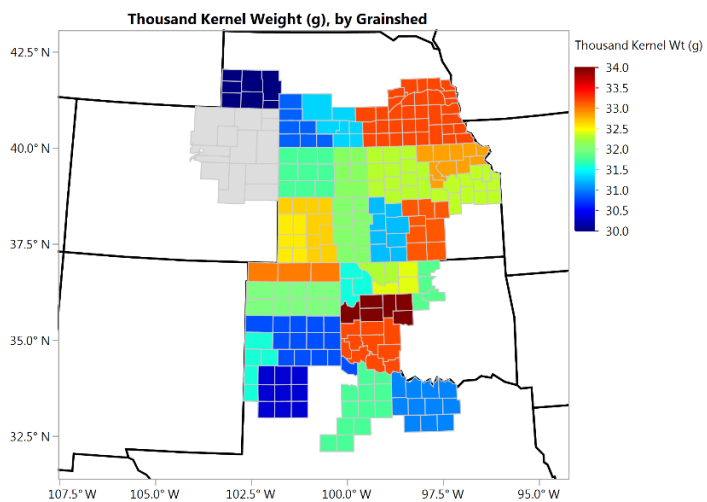 Thousand Kernel Weight (g), by Grainshed
42.5° N
40.0° N
37.5° N
35.0° N
32.5° N
107.5° W
105.0° W
102.5° W
100.0° W
97.5° W
95.0° W
Thousand Kernel Wt (g)
34.0
33.5
33.0
32.5
32.0
31.5
31.0
30.5
30.0